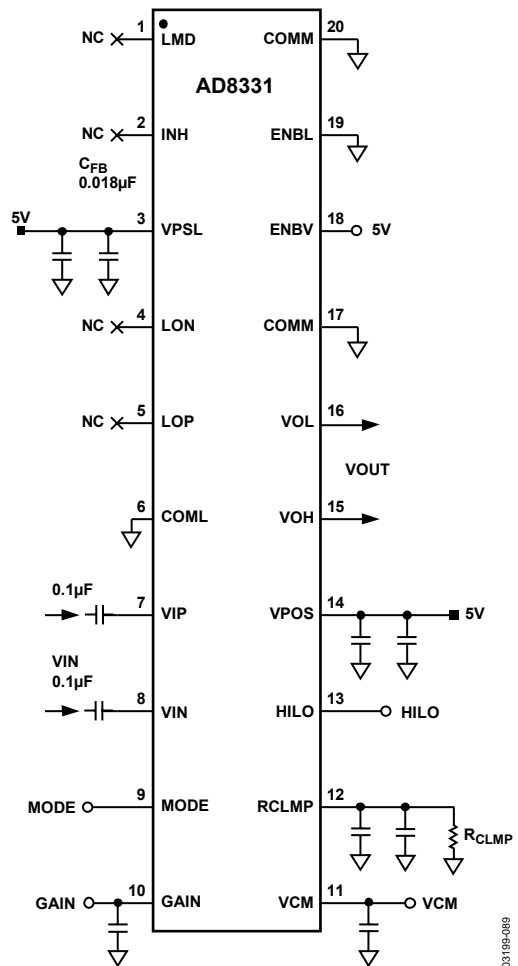 NC
1
LMD
COMM
20
AD8331
NC
2
INH
ENBL
19
CFB
0.018µF
5V
3
VPSL
ENBV
18
5V
NC
4
LON
COMM
17
NC
5
LOP
VOL
16
VOUT
6
COML
VOH
15
0.1µF
7
VIP
VPOS
14
5V
VIN
0.1µF
8
VIN
HILO
13
HILO
MODE
9
MODE
RCLMP
12
RCLMP
GAIN
10
GAIN
VCM
11
VCM
03199-089